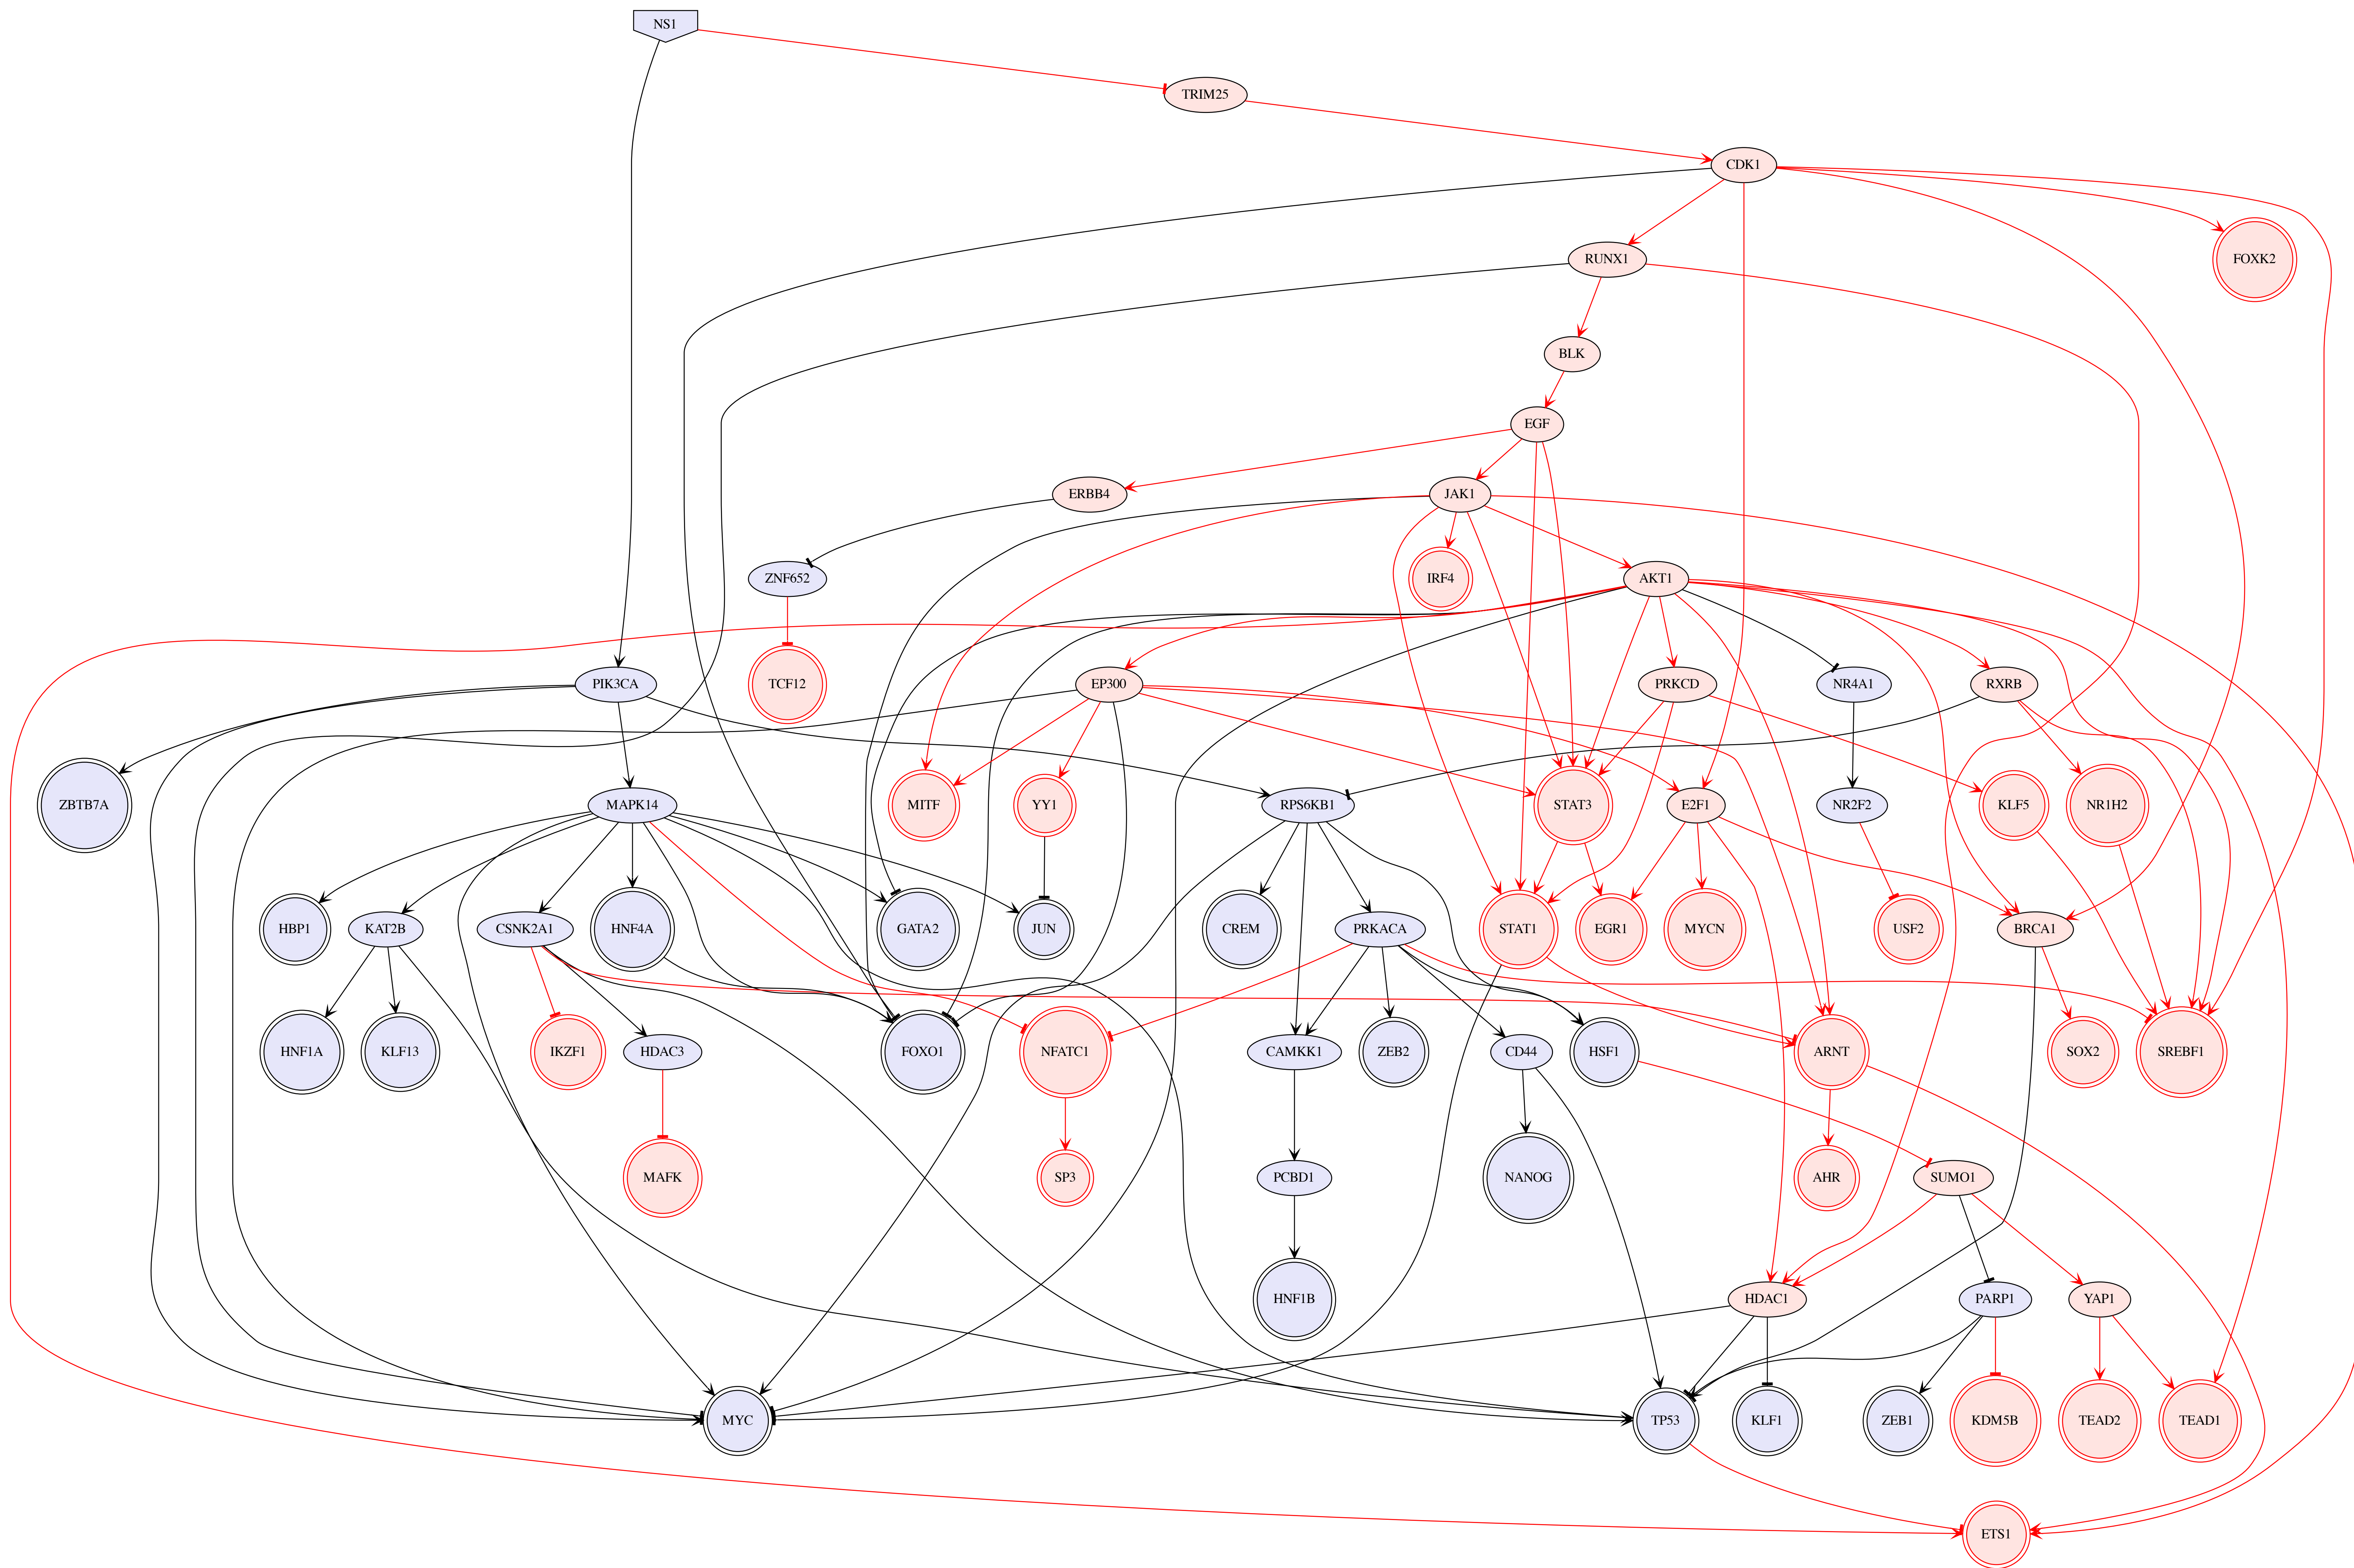 NS1
TRIM25
CDK1
RUNX1
FOXK2
BLK
EGF
ERBB4
JAK1
ZNF652
IRF4
AKT1
PIK3CA
TCF12
EP300
PRKCD
NR4A1
RXRB
ZBTB7A
MAPK14
MITF
YY1
RPS6KB1
STAT3
E2F1
NR2F2
KLF5
NR1H2
HBP1
KAT2B
CSNK2A1
HNF4A
GATA2
JUN
CREM
PRKACA
STAT1
EGR1
MYCN
USF2
BRCA1
HNF1A
KLF13
IKZF1
HDAC3
FOXO1
NFATC1
CAMKK1
ZEB2
CD44
HSF1
ARNT
SOX2
SREBF1
MAFK
SP3
PCBD1
NANOG
AHR
SUMO1
HNF1B
HDAC1
PARP1
YAP1
MYC
TP53
KLF1
ZEB1
KDM5B
TEAD2
TEAD1
ETS1